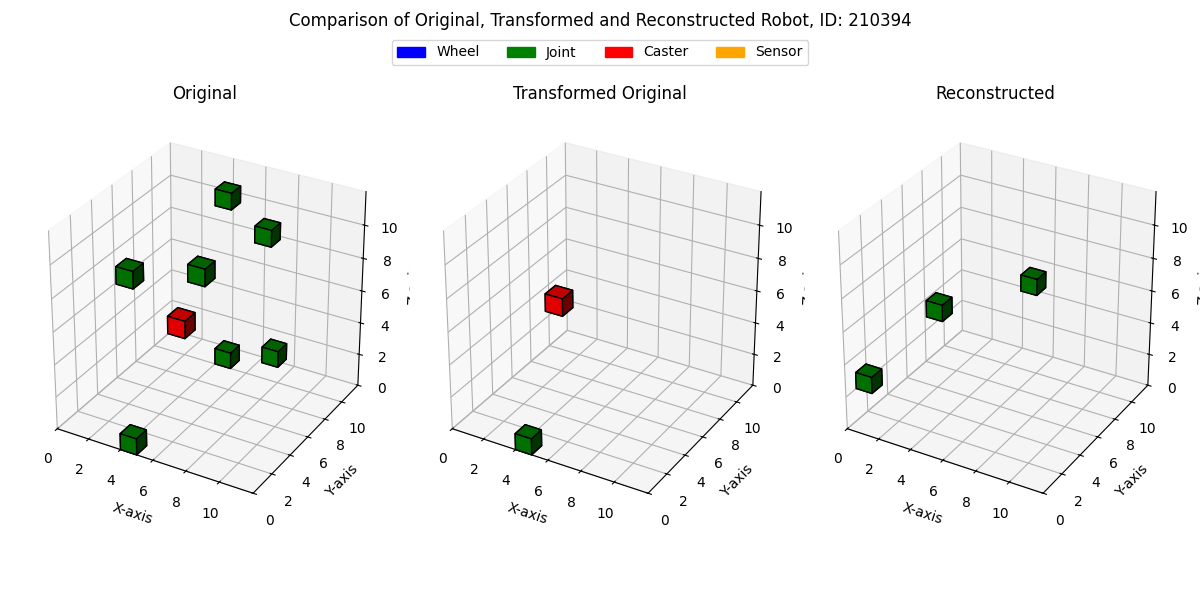 Comparison of Original, Transformed and Reconstructed Robot, ID: 210394
Wheel Joint Caster Sensor
Original Transformed Original Reconstructed
10 10 10
8 8 8
6 6 6
4 4 4
2 2 2
0 0 0
0 2 4 6 8 10 0 2 4 6 8 10 0 2 4 6 8 10
0 2 4 6 8 10 0 2 4 6 8 10 0 2 4 6 8 10
X-axis Y-axis X-axis Y-axis X-axis Y-axis